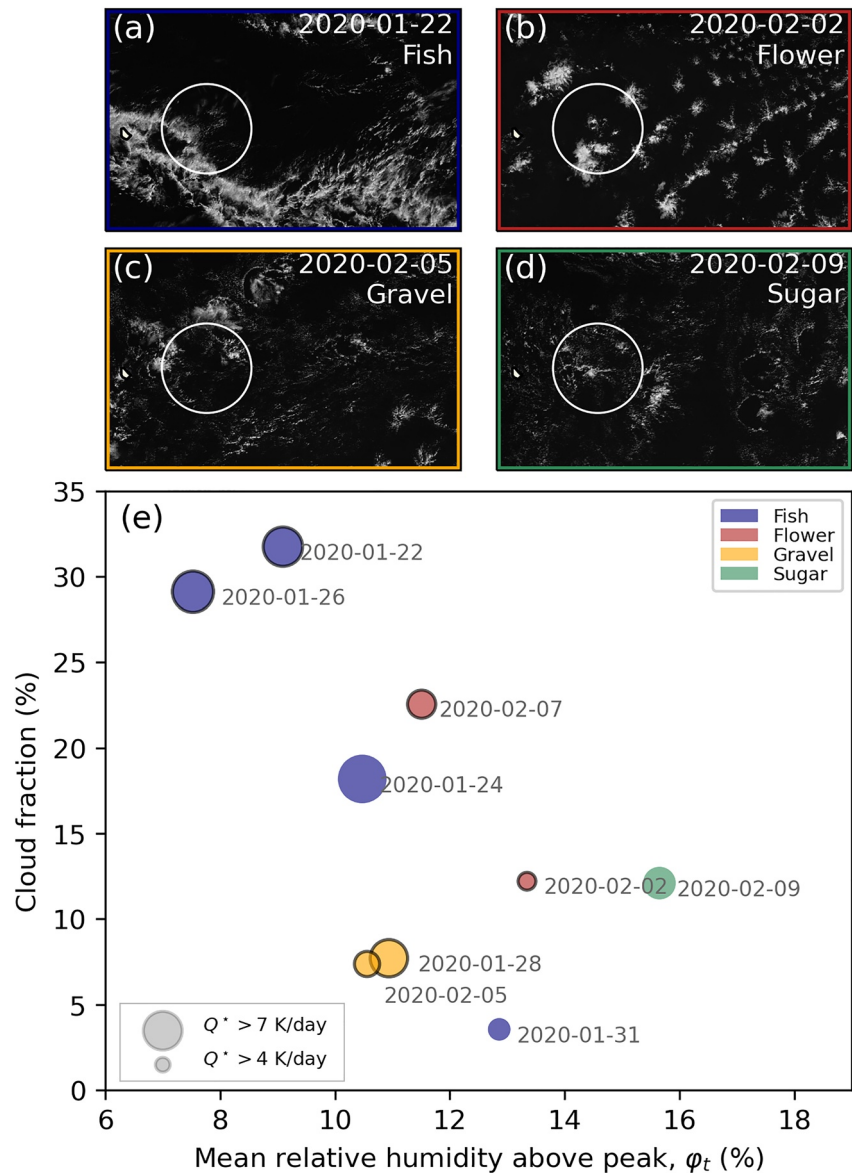 (a) 2020-01-22
Fish
(b) 2020-02-02
Flower
(c) 2020-02-05
Gravel
(d) 2020-02-09
Sugar
(e)
35
30
25
20
15
10
5
0
Cloud fraction (%)
Fish
Flower
Gravel
Sugar
2020-01-22
2020-01-26
2020-02-07
2020-01-24
2020-02-02
2020-02-09
2020-01-28
2020-02-05
2020-01-31
Q⋆ > 7 K/day
Q⋆ > 4 K/day
6 8 10 12 14 16 18
Mean relative humidity above peak, φt (%)